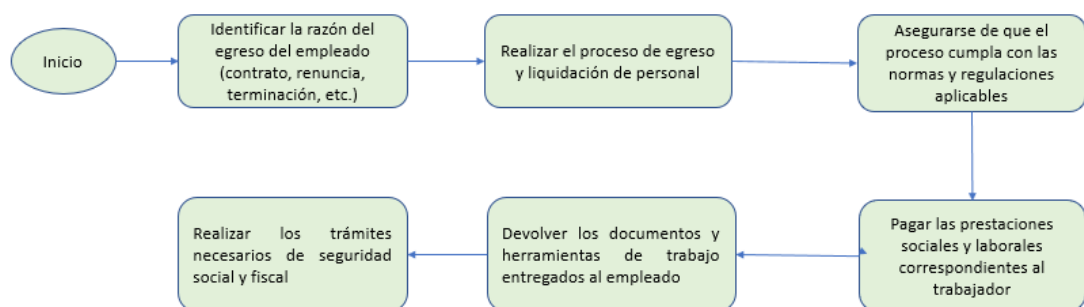 Inicio
Identificar la razón del
egreso del empleado
(contrato, renuncia,
terminación, etc.)
Realizar el proceso de egreso
y liquidación de personal
Asegurarse de que el
proceso cumpla con las
normas y regulaciones
aplicables
Pagar las prestaciones
sociales y laborales
correspondientes al
trabajador
Devolver los documentos y
herramientas de trabajo
entregados al empleado
Realizar los trámites
necesarios de seguridad
social y fiscal